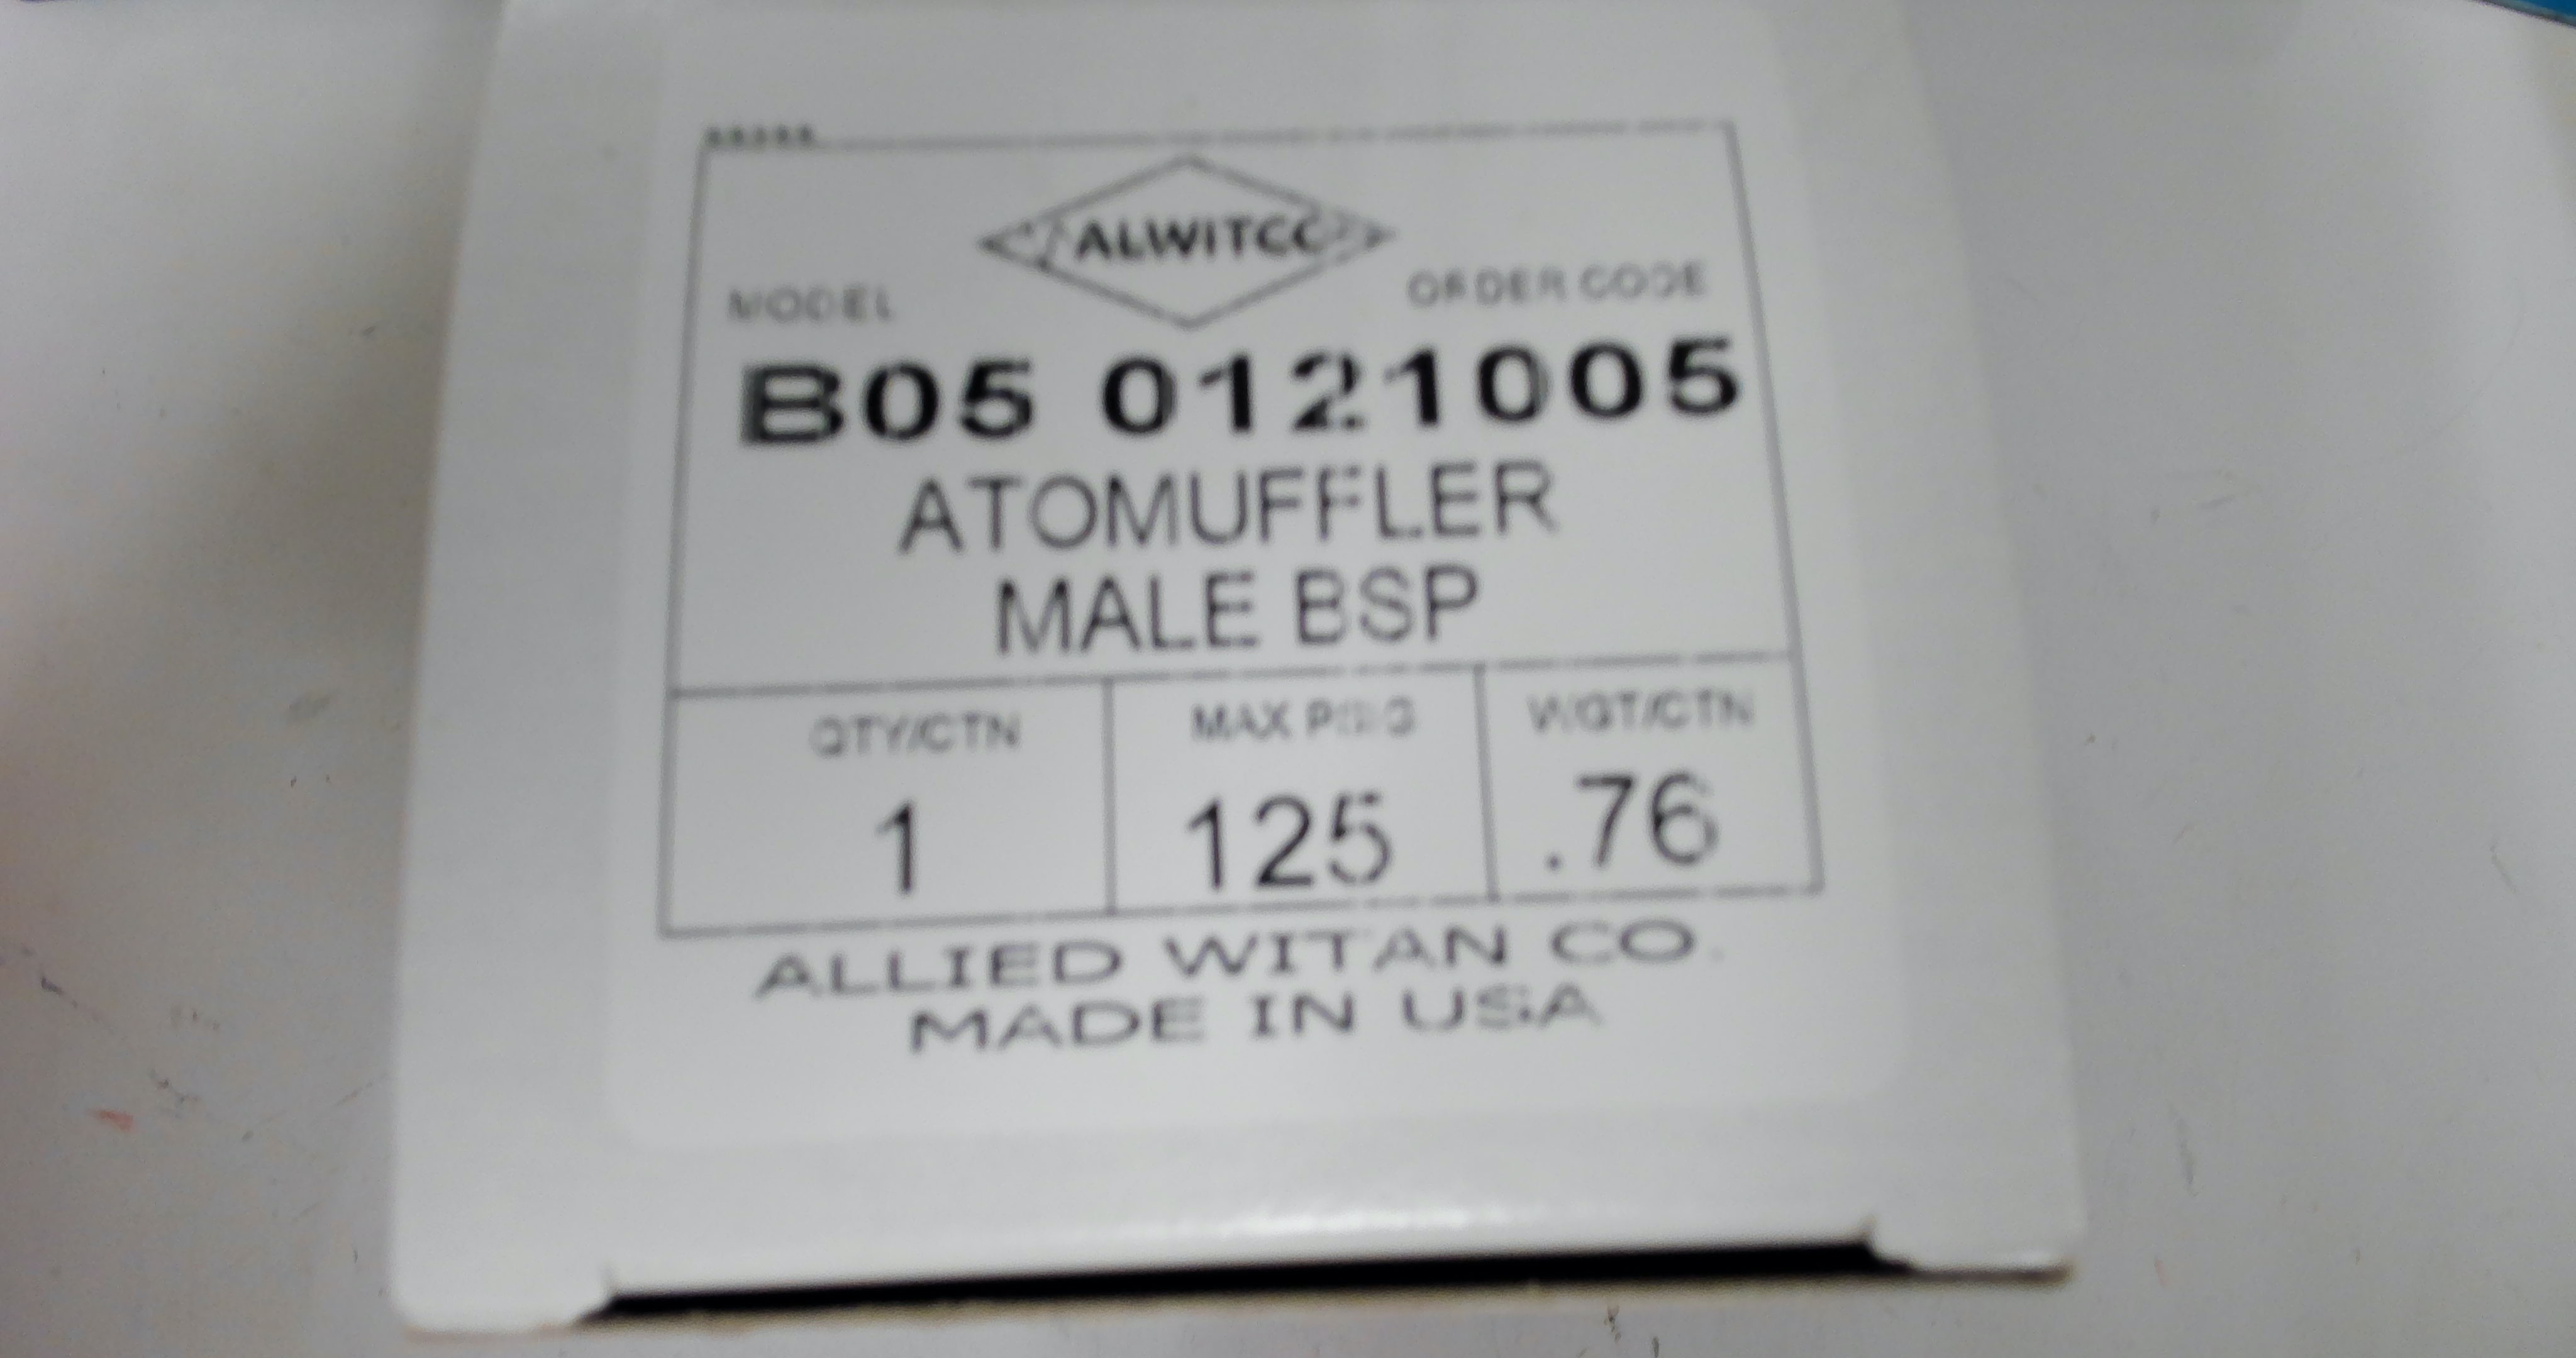 ALWITCO
MODEL ORDER CODE
B05 0121005
ATOMUFFLER
MALE BSP
QTY/CTN MAX PSIG WGT/CTN
1 125 .76
ALLIED WITAN CO.
MADE IN USA